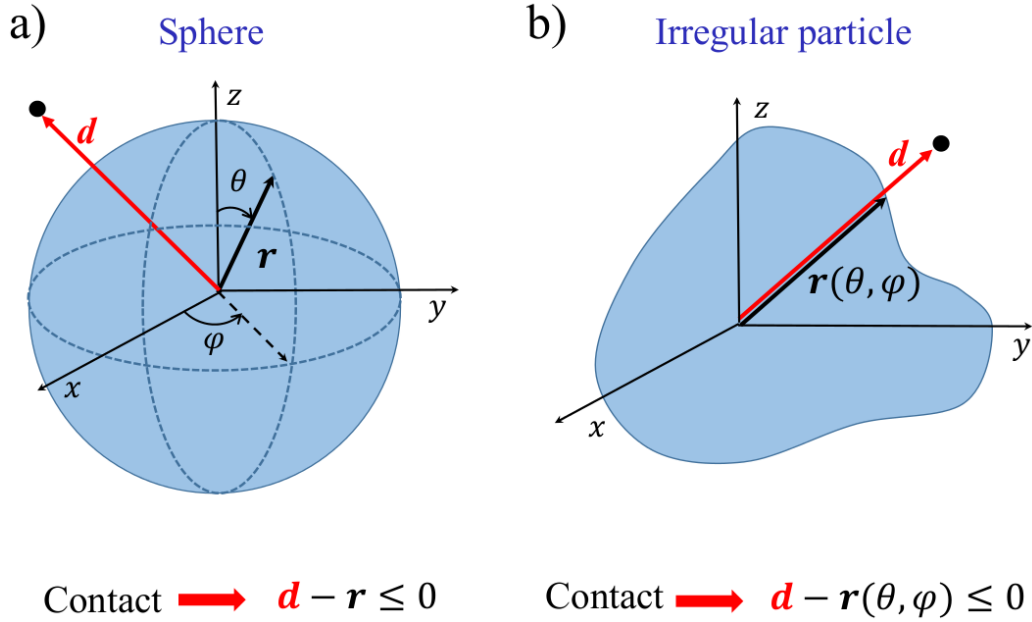 a)
Sphere
z
d
θ
r
y
φ
x
Contact d − r ≤ 0
b)
Irregular particle
z
d
r(θ, φ)
y
x
Contact d − r(θ, φ) ≤ 0